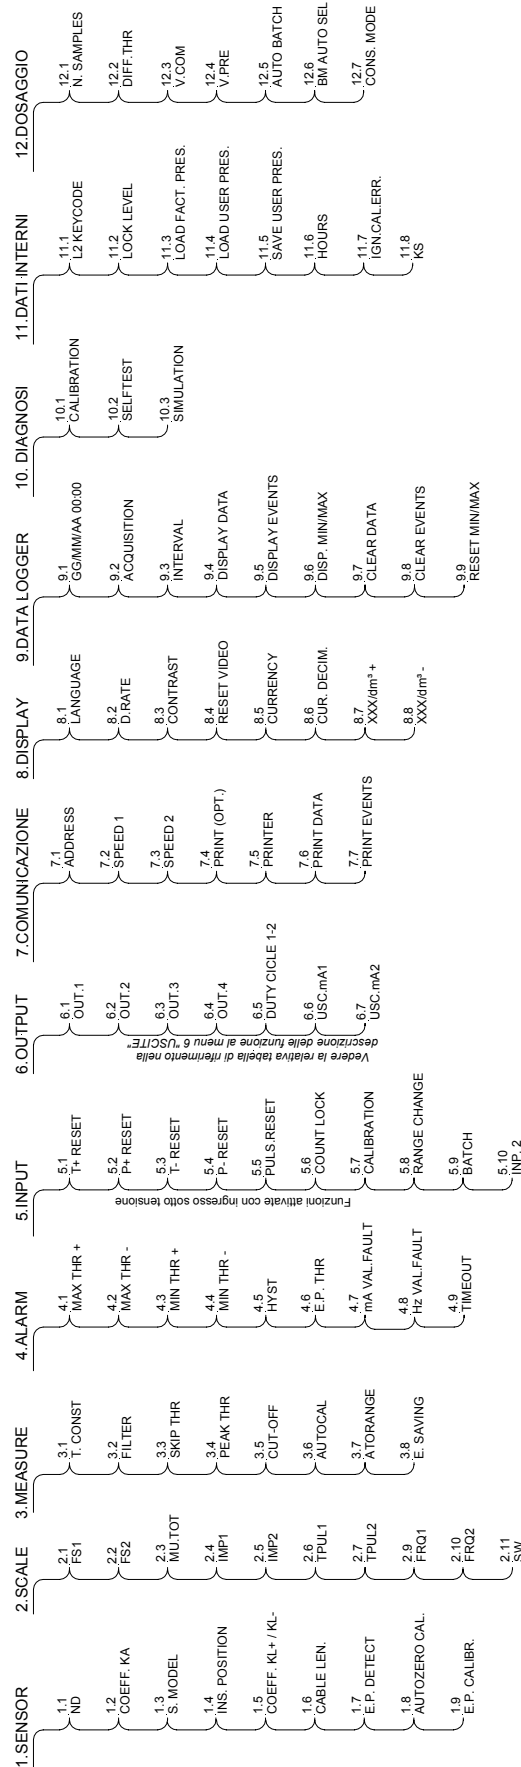 1.SENSOR
1.1
ND
1.2
COEFF. KA
1.3
S. MODEL
1.4
INS. POSITION
1.5
COEFF. KL+ / KL-
1.6
CABLE LEN.
1.7
E.P. DETECT
1.8
AUTOZERO CAL.
1.9
E.P. CALIBR.
2.SCALE
2.1
FS1
2.2
FS2
2.3
MU.TOT
2.4
IMP1
2.5
IMP2
2.6
TPUL1
2.7
TPUL2
2.9
FRQ1
2.10
FRQ2
2.11
SW
3.MEASURE
3.1
T. CONST
3.2
FILTER
3.3
SKIP THR
3.4
PEAK THR
3.5
CUT-OFF
3.6
AUTOCAL
3.7
ATORANGE
3.8
E. SAVING
4.ALARM
4.1
MAX THR +
4.2
MAX THR -
4.3
MIN THR +
4.4
MIN THR -
4.5
HYST
4.6
E.P. THR
4.7
mA VAL.FAULT
4.8
Hz VAL.FAULT
4.9
TIMEOUT
5.INPUT
5.1
T+ RESET
5.2
P+ RESET
5.3
T- RESET
5.4
P- RESET
5.5
PULS.RESET
5.6
COUNT LOCK
5.7
CALIBRATION
5.8
RANGE CHANGE
5.9
BATCH
5.10
INP. 2
Funzioni attivate con ingresso sotto tensione
6.OUTPUT
6.1
OUT.1
6.2
OUT.2
6.3
OUT.3
6.4
OUT.4
6.5
DUTY CICLE 1-2
6.6
USC.mA1
6.7
USC.mA2
Vedere la relativa tabella di riferimento nella
descrizione delle funzione al menu 6 "USCITE"
7.COMUNICAZIONE
7.1
ADDRESS
7.2
SPEED 1
7.3
SPEED 2
7.4
PRINT (OPT.)
7.5
PRINTER
7.6
PRINT DATA
7.7
PRINT EVENTS
8.DISPLAY
8.1
LANGUAGE
8.2
D.RATE
8.3
CONTRAST
8.4
RESET VIDEO
8.5
CURRENCY
8.6
CUR. DECIM.
8.7
XXX/dm³ +
8.8
XXX/dm³ -
9.DATA LOGGER
9.1
GG/MM/AA 00:00
9.2
ACQUISITION
9.3
INTERVAL
9.4
DISPLAY DATA
9.5
DISPLAY EVENTS
9.6
DISP. MIN/MAX
9.7
CLEAR DATA
9.8
CLEAR EVENTS
9.9
RESET MIN/MAX
10. DIAGNOSI
10.1
CALIBRATION
10.2
SELFTEST
10.3
SIMULATION
11.DATI INTERNI
11.1
L2 KEYCODE
11.2
LOCK LEVEL
11.3
LOAD FACT. PRES.
11.4
LOAD USER PRES.
11.5
SAVE USER PRES.
11.6
HOURS
11.7
IGN.CAL.ERR.
11.8
KS
12.DOSAGGIO
12.1
N. SAMPLES
12.2
DIFF.THR
12.3
V.COM
12.4
V.PRE
12.5
AUTO BATCH
12.6
BM AUTO SEL
12.7
CONS. MODE